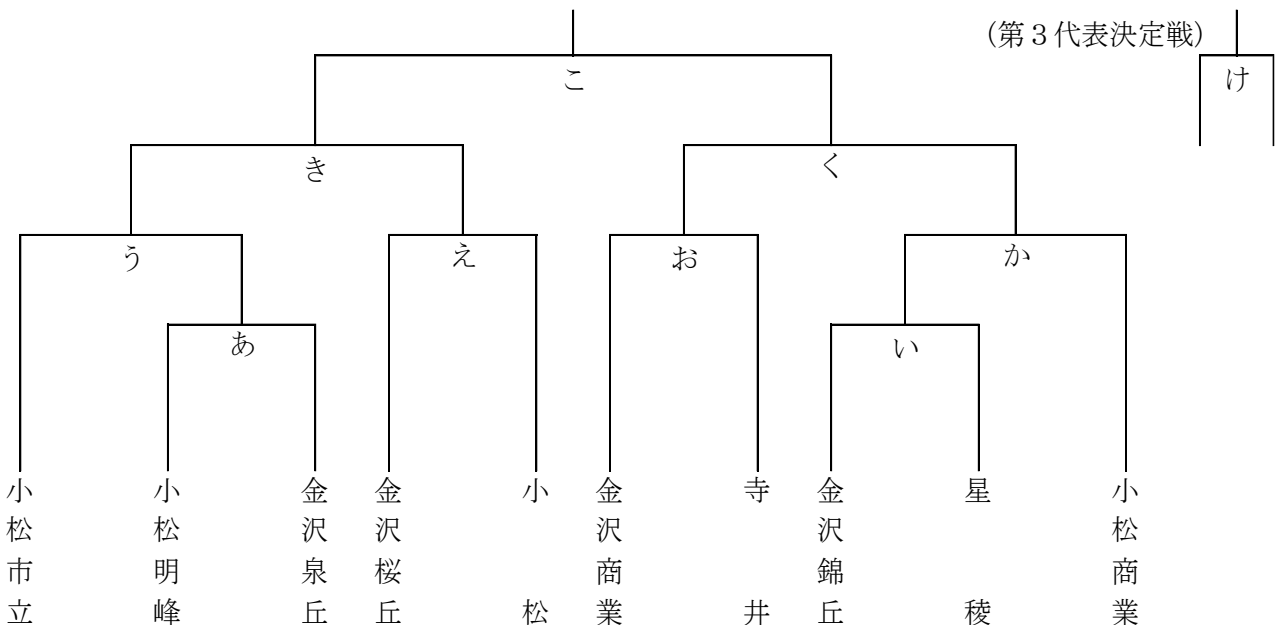 (第３代表決定戦)
け
こ
き
く
う
え
お
か
あ
い
小松市立
小松明峰
金沢泉丘
金沢桜丘
小松
金沢商業
寺井
金沢錦丘
星稜
小松商業